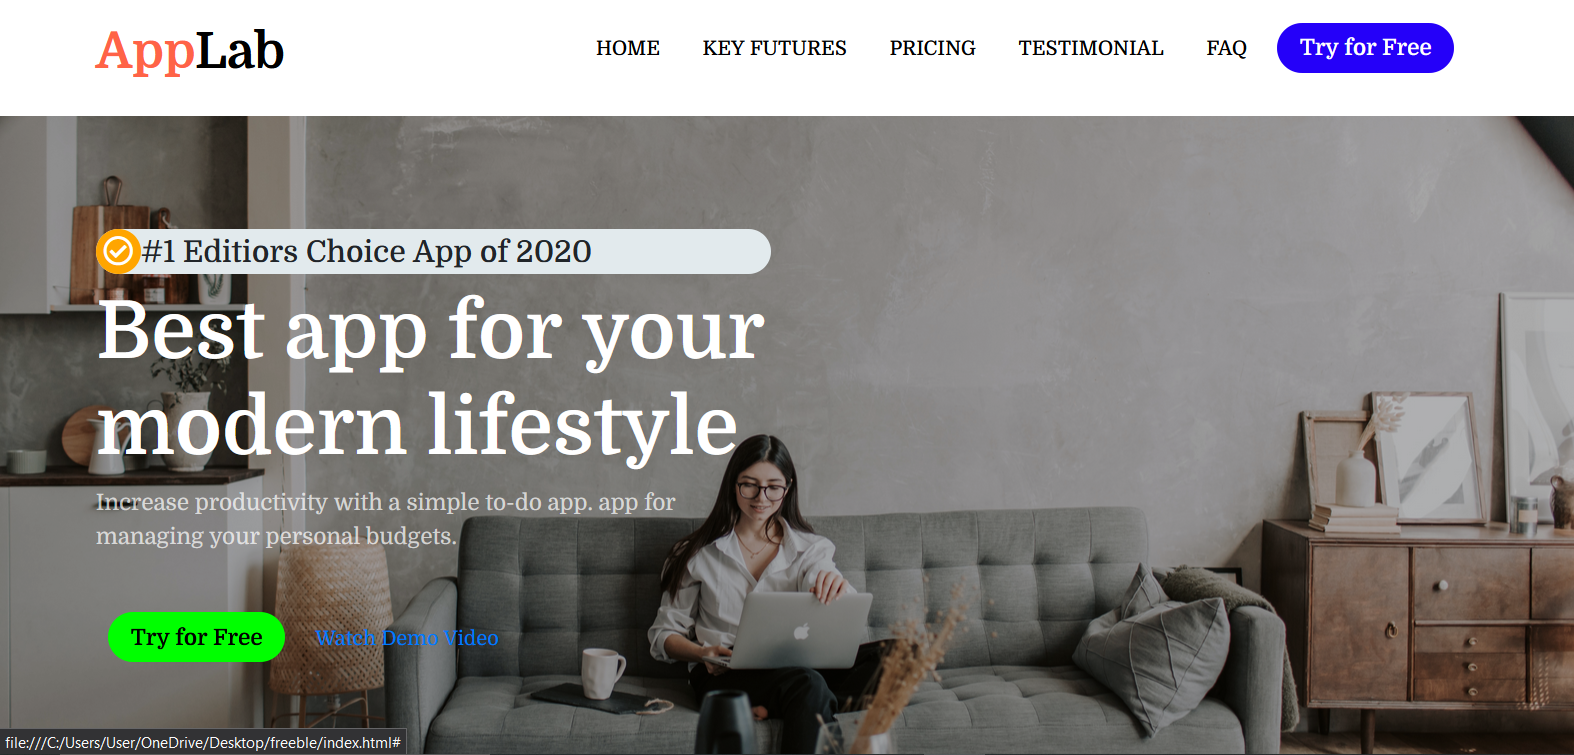 AppLab
HOME KEY FUTURES PRICING TESTIMONIAL FAQ Try for Free
#1 Editiors Choice App of 2020
Best app for your
modern lifestyle
Increase productivity with a simple to-do app. app for
managing your personal budgets.
Try for Free Watch Demo Video
file:///C:/Users/User/OneDrive/Desktop/freeble/index.html#